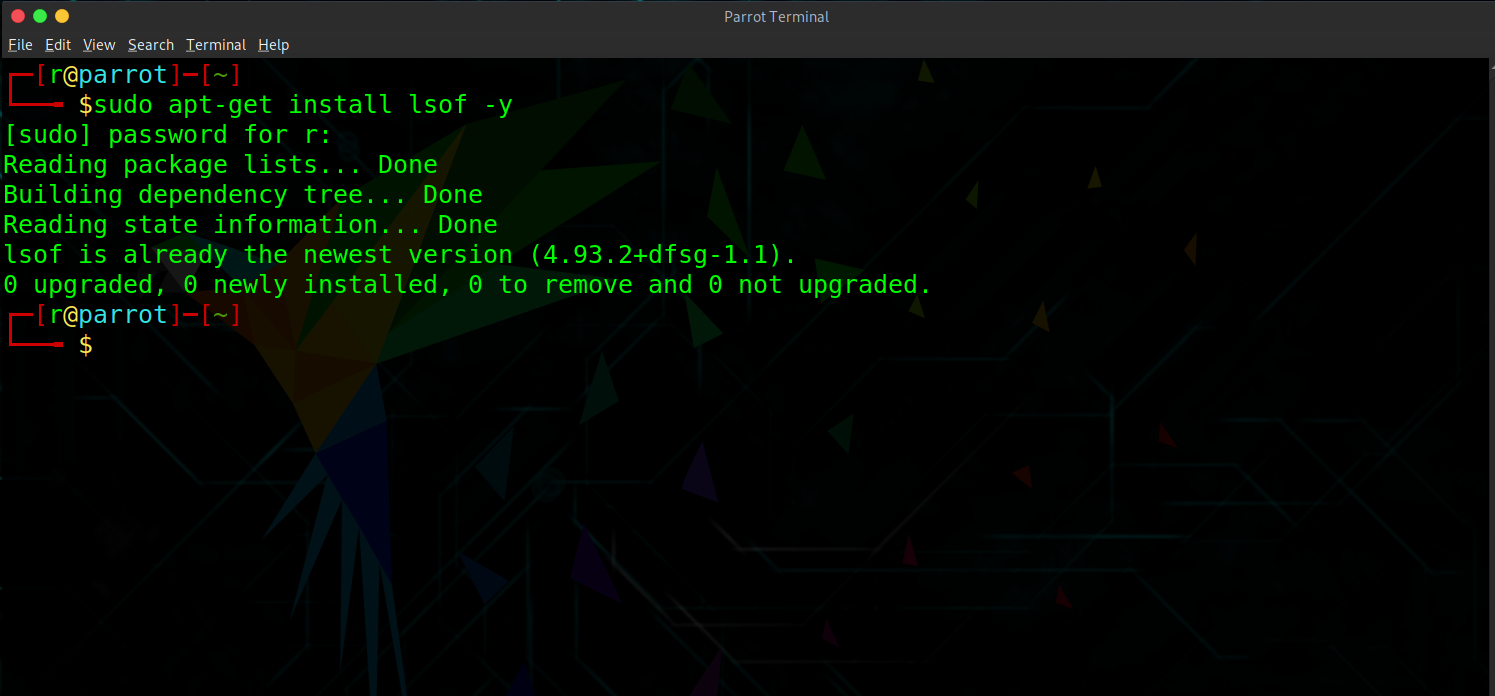 Parrot Terminal
File Edit View Search Terminal Help
┌─[r@parrot]─[~]
└──╼ $sudo apt-get install lsof -y
[sudo] password for r:
Reading package lists... Done
Building dependency tree... Done
Reading state information... Done
lsof is already the newest version (4.93.2+dfsg-1.1).
0 upgraded, 0 newly installed, 0 to remove and 0 not upgraded.
┌─[r@parrot]─[~]
└──╼ $